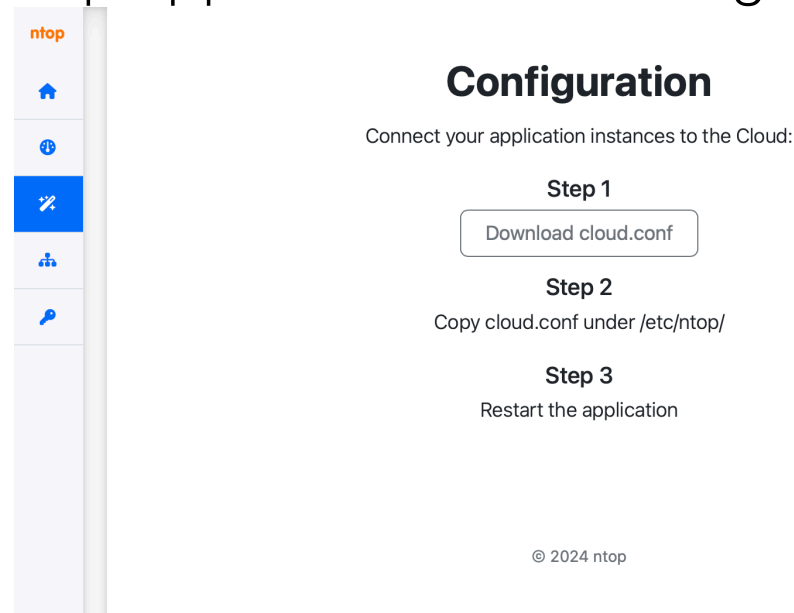 ntop
Configuration
Connect your application instances to the Cloud:
Step 1
Download cloud.conf
Step 2
Copy cloud.conf under /etc/ntop/
Step 3
Restart the application
© 2024 ntop